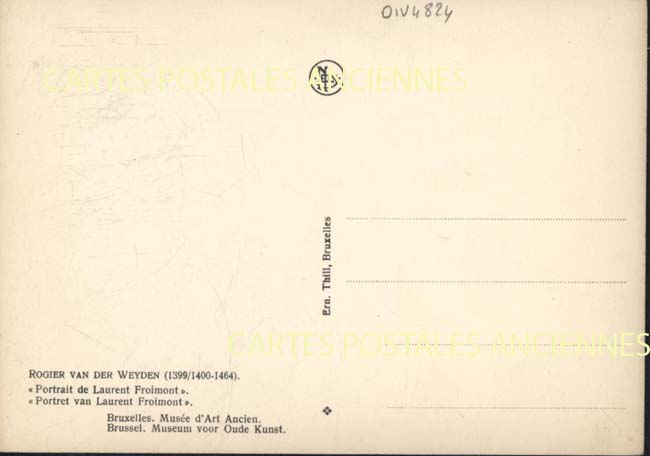 DIV4824
CARTES POSTALES ANCIENNES
Ern. Thill, Bruxelles
CARTES POSTALES ANCIENNES
ROGIER VAN DER WEYDEN (1399/1400-1464).
« Portrait de Laurent Froimont ».
« Portret van Laurent Froimont ».
Bruxelles. Musée d'Art Ancien.
Brussel. Museum voor Oude Kunst.